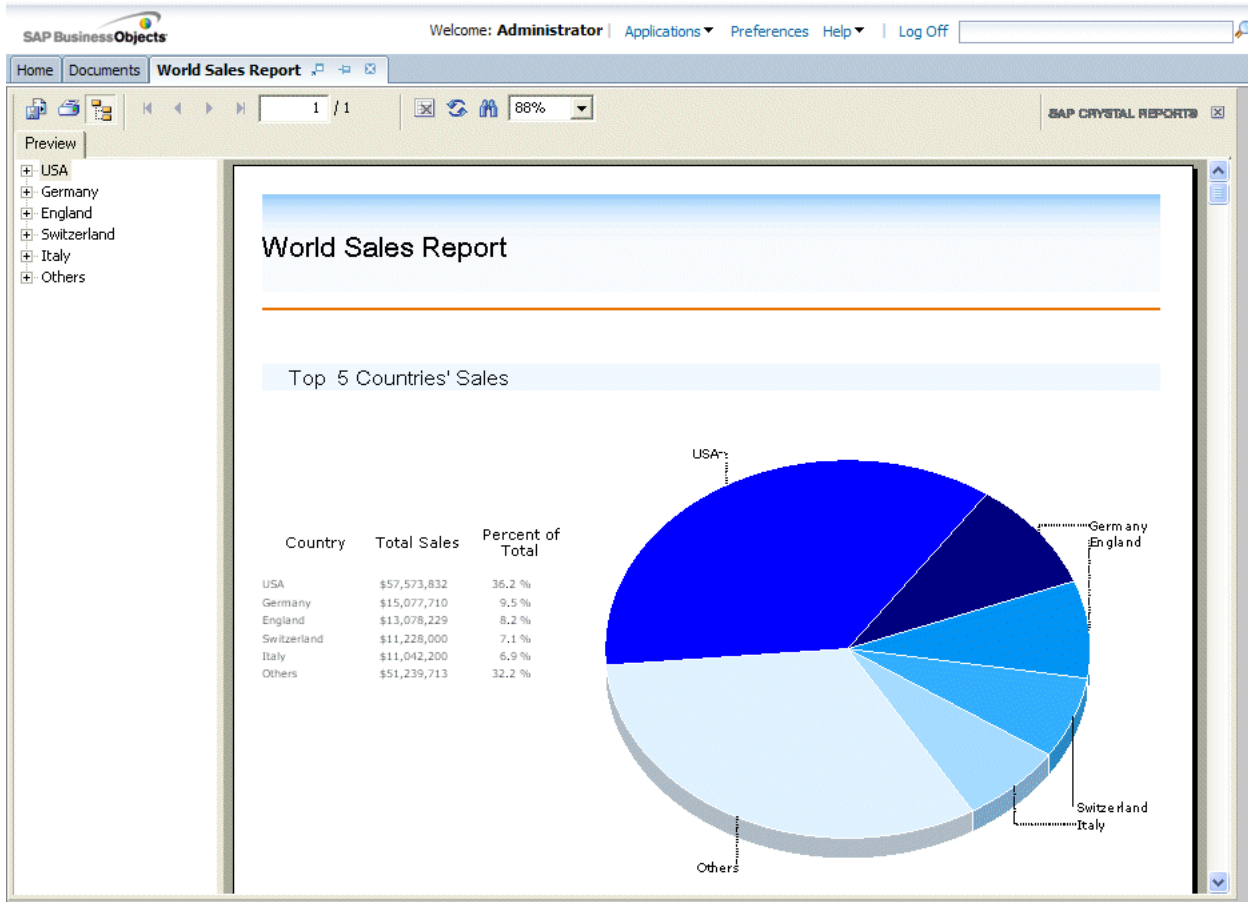 SAP BusinessObjects
Welcome: Administrator | Applications Preferences Help | Log Off
Home Documents World Sales Report
1 / 1 88% SAP CRYSTAL REPORTS
Preview
USA
Germany
England
Switzerland
Italy
Others
World Sales Report
Top 5 Countries' Sales
Country Total Sales Percent of Total
USA $57,573,832 36.2 %
Germany $15,077,710 9.5 %
England $13,078,229 8.2 %
Switzerland $11,228,000 7.1 %
Italy $11,042,200 6.9 %
Others $51,239,713 32.2 %
USA
Germany
England
Switzerland
Italy
Others